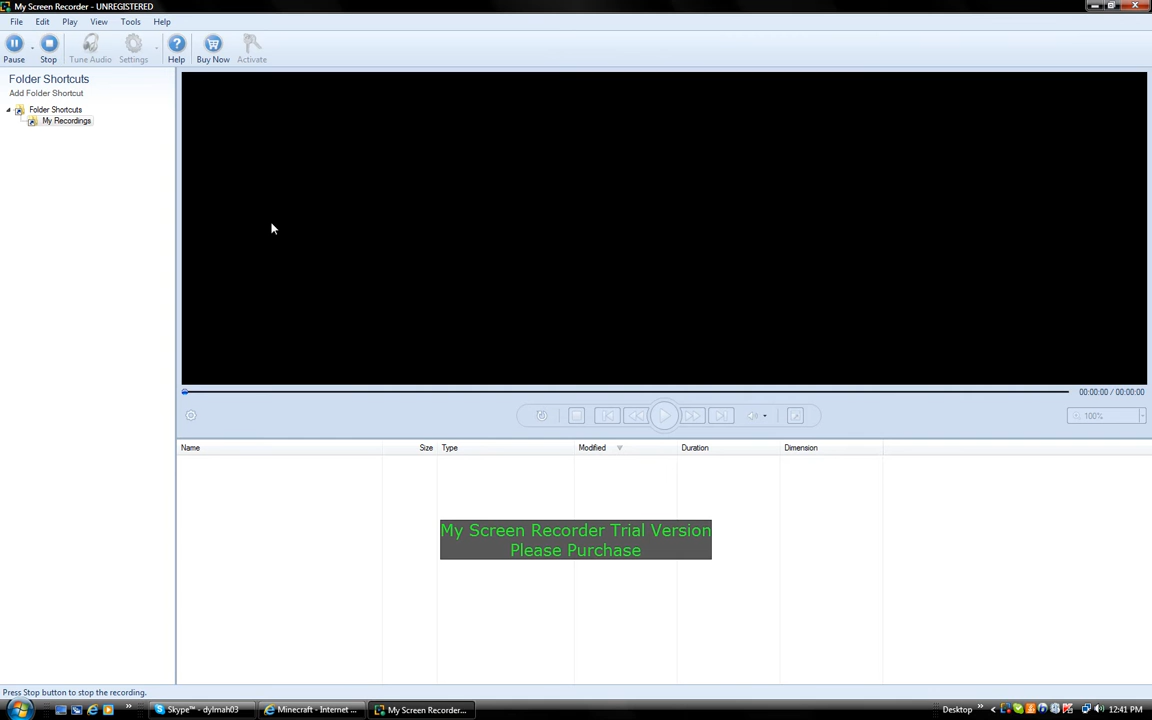 My Screen Recorder - UNREGISTERED
File Edit Play View Tools Help
Pause Stop Tune Audio Settings Help Buy Now Activate
Folder Shortcuts
Add Folder Shortcut
Folder Shortcuts
My Recordings
00:00:00 / 00:00:00
100%
Name Size Type Modified Duration Dimension
My Screen Recorder Trial Version
Please Purchase
Press Stop button to stop the recording.
Skype™ - dylmah03 Minecraft - Internet ... My Screen Recorder... Desktop 12:41 PM